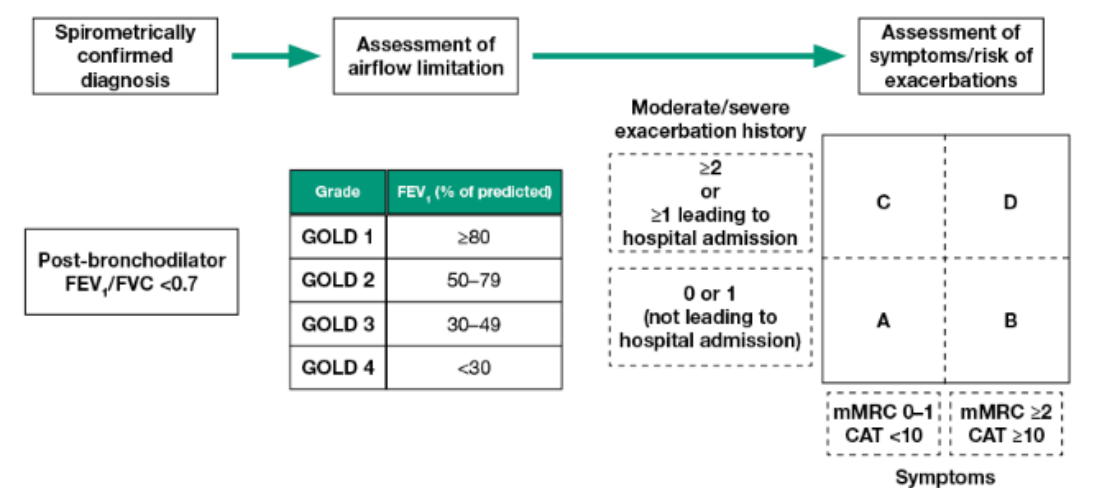 Spirometrically
confirmed
diagnosis
Assessment of
airflow limitation
Assessment of
symptoms/risk of
exacerbations
Post-bronchodilator
FEV₁/FVC <0.7
Grade FEV₁ (% of predicted)
GOLD 1 ≥80
GOLD 2 50–79
GOLD 3 30–49
GOLD 4 <30
Moderate/severe
exacerbation history
≥2
or
≥1 leading to
hospital admission
0 or 1
(not leading to
hospital admission)
C D
A B
mMRC 0–1
CAT <10
mMRC ≥2
CAT ≥10
Symptoms